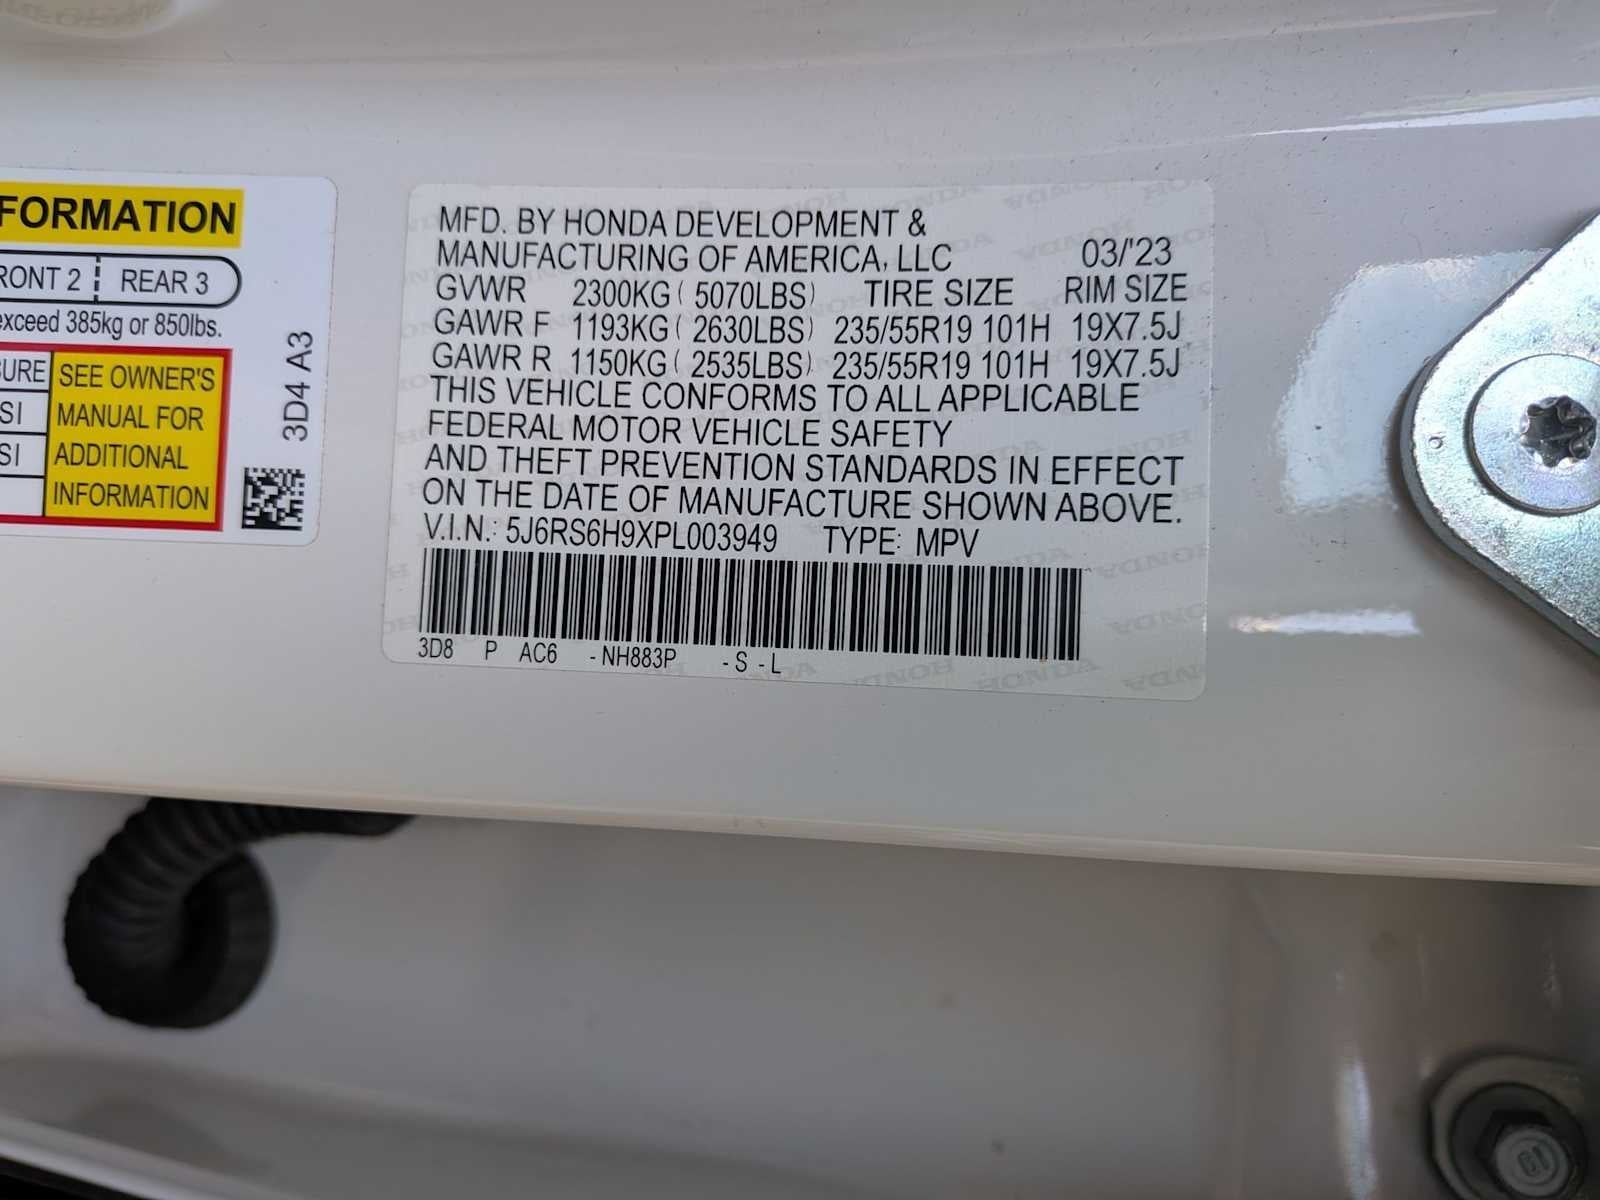 FORMATION
RONT 2 REAR 3
exceed 385kg or 850lbs.
SURE
SI
SI
SEE OWNER'S
MANUAL FOR
ADDITIONAL
INFORMATION
3D4 A3
MFD. BY HONDA DEVELOPMENT &
MANUFACTURING OF AMERICA, LLC 03/'23
GVWR 2300KG ( 5070LBS) TIRE SIZE RIM SIZE
GAWR F 1193KG ( 2630LBS) 235/55R19 101H 19X7.5J
GAWR R 1150KG ( 2535LBS) 235/55R19 101H 19X7.5J
THIS VEHICLE CONFORMS TO ALL APPLICABLE
FEDERAL MOTOR VEHICLE SAFETY
AND THEFT PREVENTION STANDARDS IN EFFECT
ON THE DATE OF MANUFACTURE SHOWN ABOVE.
V.I.N.: 5J6RS6H9XPL003949 TYPE: MPV
3D8 P AC6 -NH883P -S-L